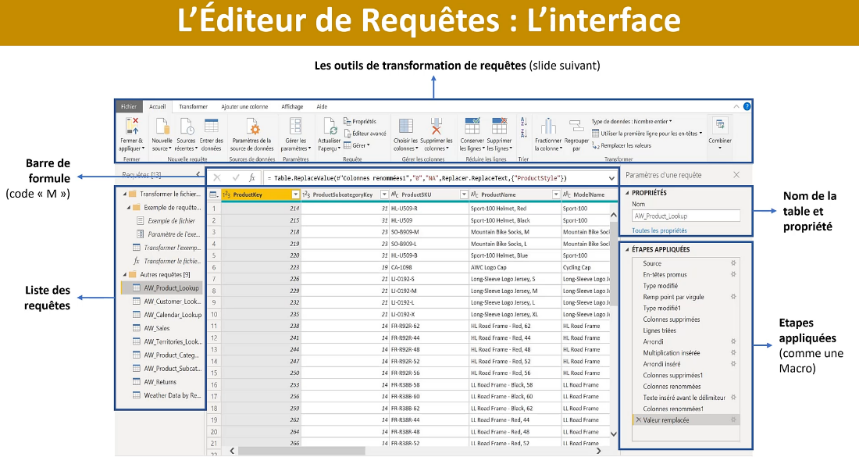 L'Éditeur de Requêtes : L'interface
Les outils de transformation de requêtes (slide suivant)
Fichier Accueil Transformer Ajouter une colonne Affichage Aide
Fermer & appliquer
Nouvelle source
Sources récentes
Entrer des données
Paramètres de la source de données
Gérer les paramètres
Actualiser l'aperçu
Propriétés
Éditeur avancé
Gérer
Choisir les colonnes
Supprimer les colonnes
Conserver les lignes
Supprimer les lignes
Fractionner la colonne
Regrouper par
Type de données : Nombre entier
Utiliser la première ligne pour les en-têtes
Remplacer les valeurs
Combiner
Fermer Nouvelle requête Sources de données Paramètres Requête Gérer les colonnes Réduire les lignes Trier Transformer
Barre de
formule
(code « M »)
Requêtes [13]
= Table.ReplaceValue(#"Colonnes renommées1","0","NA",Replacer.ReplaceText,{"ProductStyle"})
Paramètres d'une requête
Liste des
requêtes
Transformer le fichier...
Exemple de requête...
Exemple de fichier
Paramètre de l'exe...
Transformer l'exemp...
Transformer le fichie...
Autres requêtes [9]
AW_Product_Lookup
AW_Customer_Look...
AW_Calendar_Lookup
AW_Sales
AW_Territories_Look...
AW_Product_Categ...
AW_Product_Subcat...
AW_Returns
Weather Data by Re...
ProductKey ProductSubcategoryKey ProductSKU ProductName ModelName
1 214 31 HL-U509-R Sport-100 Helmet, Red Sport-100
2 215 31 HL-U509 Sport-100 Helmet, Black Sport-100
3 218 23 SO-B909-M Mountain Bike Socks, M Mountain Bike Soc
4 219 23 SO-B909-L Mountain Bike Socks, L Mountain Bike Soc
5 220 31 HL-U509-B Sport-100 Helmet, Blue Sport-100
6 223 19 CA-1098 AWC Logo Cap Cycling Cap
7 226 21 LJ-0192-S Long-Sleeve Logo Jersey, S Long-Sleeve Logo J
8 229 21 LJ-0192-M Long-Sleeve Logo Jersey, M Long-Sleeve Logo J
9 232 21 LJ-0192-L Long-Sleeve Logo Jersey, L Long-Sleeve Logo J
10 235 21 LJ-0192-X Long-Sleeve Logo Jersey, XL Long-Sleeve Logo J
11 238 14 FR-R92R-62 HL Road Frame - Red, 62 HL Road Frame
12 241 14 FR-R92R-44 HL Road Frame - Red, 44 HL Road Frame
13 244 14 FR-R92R-48 HL Road Frame - Red, 48 HL Road Frame
14 247 14 FR-R92R-52 HL Road Frame - Red, 52 HL Road Frame
15 250 14 FR-R92R-56 HL Road Frame - Red, 56 HL Road Frame
16 253 14 FR-R38B-58 LL Road Frame - Black, 58 LL Road Frame
17 256 14 FR-R38B-60 LL Road Frame - Black, 60 LL Road Frame
18 259 14 FR-R38B-62 LL Road Frame - Black, 62 LL Road Frame
19 262 14 FR-R38R-44 LL Road Frame - Red, 44 LL Road Frame
20 264 14 FR-R38R-48 LL Road Frame - Red, 48 LL Road Frame
21 266 14 FR-R38R-52 LL Road Frame - Red, 52 LL Road Frame
PROPRIÉTÉS
Nom
AW_Product_Lookup
Toutes les propriétés
Nom de la
table et
propriété
ÉTAPES APPLIQUÉES
Source
En-têtes promus
Type modifié
Remp point par virgule
Type modifié1
Colonnes supprimées
Lignes triées
Arrondi
Multiplication insérée
Arrondi inséré
Colonnes supprimées1
Colonnes renommées
Texte inséré avant le délimiteur
Colonnes renommées1
Valeur remplacée
Etapes
appliquées
(comme une
Macro)